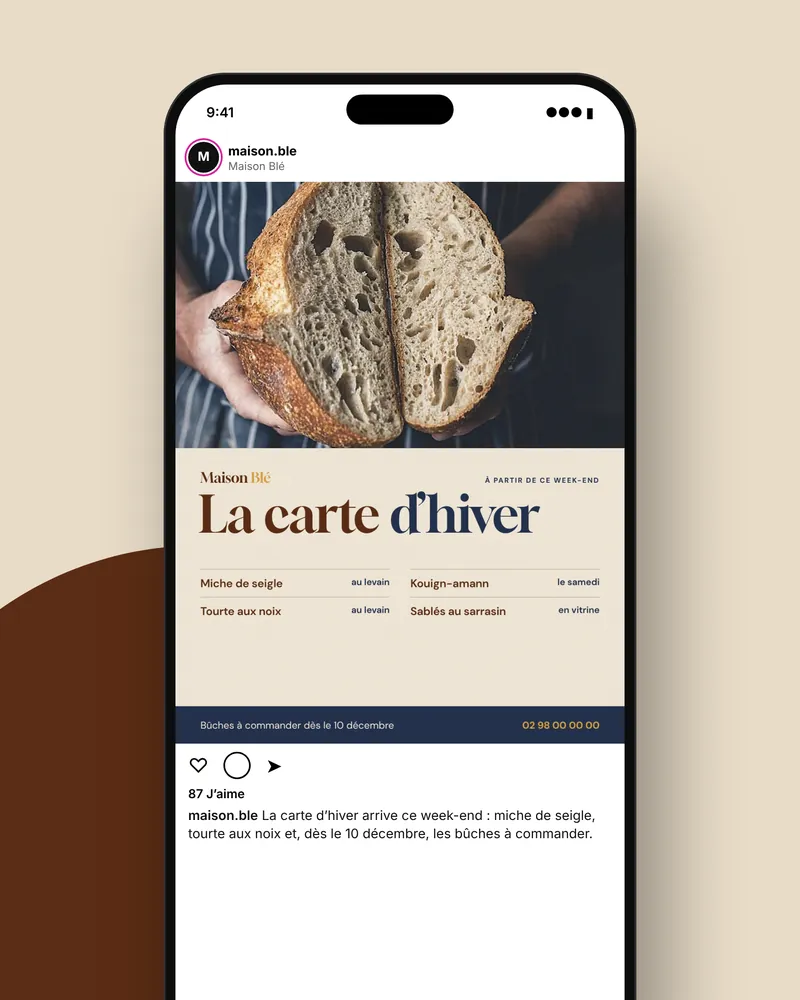 9:41
M
maison.ble
Maison Blé
Maison Blé
À PARTIR DE CE WEK-END
La carte d'hiver
Miche de seigle au levain
Kouign-amann le samedi
Tourte aux noix au levain
Sablés au sarrasin en vitrine
Bûches à commander dès le 10 décembre
02 98 00 00 00
87 J'aime
maison.ble La carte d'hiver arrive ce week-end : miche de seigle,
tourte aux noix et, dès le 10 décembre, les bûches à commander.